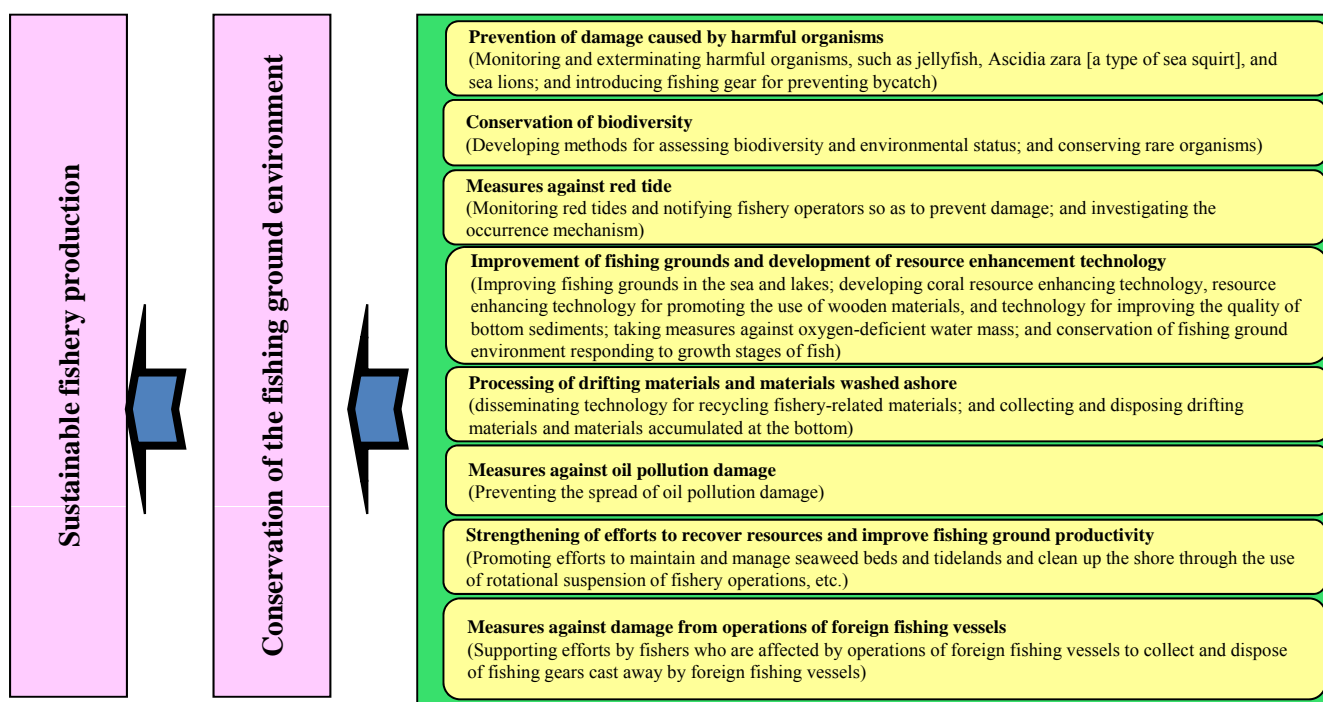 Sustainable fishery production
Conservation of the fishing ground environment
Prevention of damage caused by harmful organisms
(Monitoring and exterminating harmful organisms, such as jellyfish, Ascidia zara [a type of sea squirt], and
sea lions; and introducing fishing gear for preventing bycatch)
Conservation of biodiversity
(Developing methods for assessing biodiversity and environmental status; and conserving rare organisms)
Measures against red tide
(Monitoring red tides and notifying fishery operators so as to prevent damage; and investigating the
occurrence mechanism)
Improvement of fishing grounds and development of resource enhancement technology
(Improving fishing grounds in the sea and lakes; developing coral resource enhancing technology, resource
enhancing technology for promoting the use of wooden materials, and technology for improving the quality of
bottom sediments; taking measures against oxygen-deficient water mass; and conservation of fishing ground
environment responding to growth stages of fish)
Processing of drifting materials and materials washed ashore
(disseminating technology for recycling fishery-related materials; and collecting and disposing drifting
materials and materials accumulated at the bottom)
Measures against oil pollution damage
(Preventing the spread of oil pollution damage)
Strengthening of efforts to recover resources and improve fishing ground productivity
(Promoting efforts to maintain and manage seaweed beds and tidelands and clean up the shore through the use
of rotational suspension of fishery operations, etc.)
Measures against damage from operations of foreign fishing vessels
(Supporting efforts by fishers who are affected by operations of foreign fishing vessels to collect and dispose
of fishing gears cast away by foreign fishing vessels)